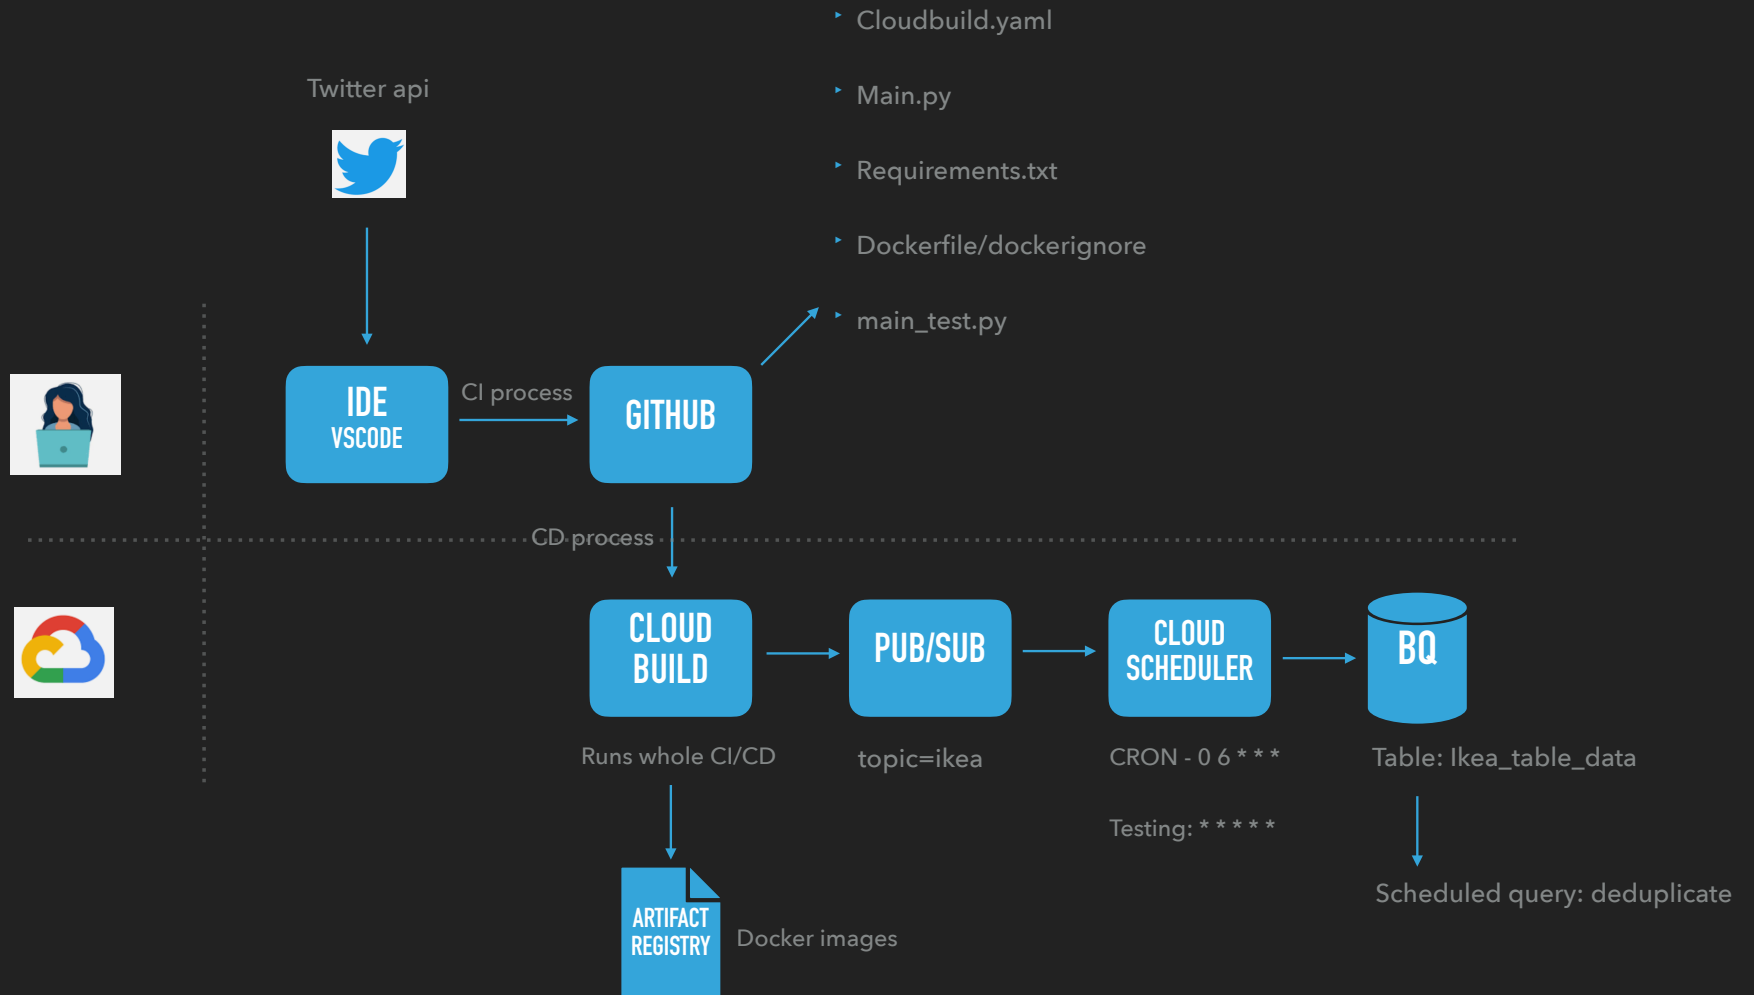 Cloudbuild.yaml
Twitter api
Main.py
Requirements.txt
Dockerfile/dockerignore
main_test.py
IDE
VSCODE
CI process
GITHUB
CD process
CLOUD
BUILD
PUB/SUB
CLOUD
SCHEDULER
BQ
Runs whole CI/CD
topic=ikea
CRON - 0 6 * * *
Table: Ikea_table_data
Testing: * * * * *
Scheduled query: deduplicate
ARTIFACT
REGISTRY
Docker images